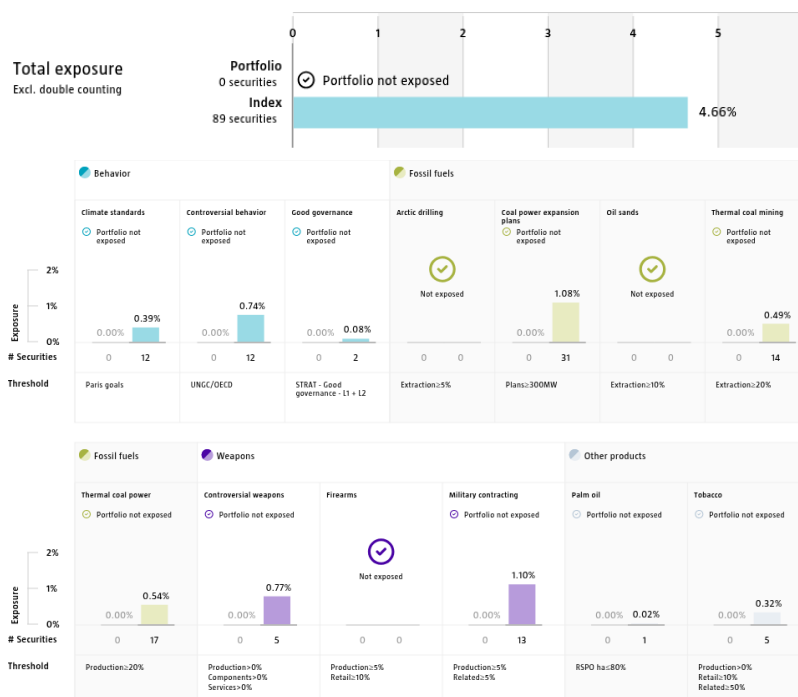 0 1 2 3 4 5
Total exposure
Excl. double counting
Portfolio
0 securities
Portfolio not exposed
Index
89 securities
4.66%
Behavior
Fossil fuels
Climate standards
Portfolio not
exposed
Controversial behavior
Portfolio not
exposed
Good governance
Portfolio not
exposed
Arctic drilling
Not exposed
Coal power expansion
plans
Portfolio not
exposed
Oil sands
Not exposed
Thermal coal mining
Portfolio not
exposed
Exposure
2%
1%
0%
0.00% 0.39%
0.00% 0.74%
0.00% 0.08%
0.00% 1.08%
0.00% 0.49%
# Securities 0 12 0 12 0 2 0 0 0 31 0 0 0 14
Threshold
Paris goals
UNGC/OECD
STRAT - Good
governance - L1 + L2
Extraction≥5%
Plans≥300MW
Extraction≥10%
Extraction≥20%
Fossil fuels
Weapons
Other products
Thermal coal power
Portfolio not exposed
Controversial weapons
Portfolio not exposed
Firearms
Not exposed
Military contracting
Portfolio not exposed
Palm oil
Portfolio not exposed
Tobacco
Portfolio not exposed
Exposure
2%
1%
0%
0.00% 0.54%
0.00% 0.77%
0.00% 1.10%
0.00% 0.02%
0.00% 0.32%
# Securities 0 17 0 5 0 0 0 13 0 1 0 5
Threshold
Production≥20%
Production>0%
Components>0%
Services>0%
Production≥5%
Retail≥10%
Production≥5%
Related≥5%
RSPO ha≤80%
Production>0%
Retail≥10%
Related≥50%